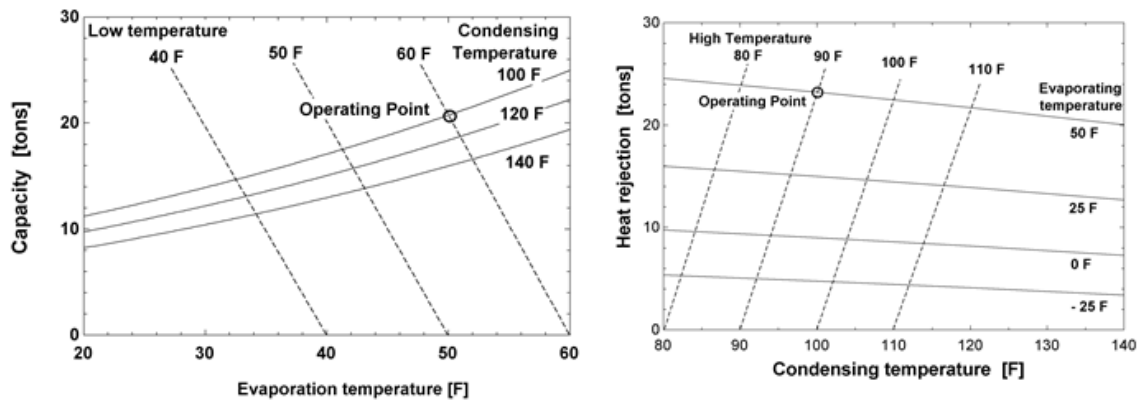 30
Low temperature
Condensing
Temperature
40 F
50 F
60 F
100 F
Operating Point
120 F
140 F
20
10
0
Capacity [tons]
20
30
40
50
60
Evaporation temperature [F]
30
High Temperature
80 F
90 F
100 F
110 F
Evaporating
temperature
Operating Point
50 F
20
25 F
10
0 F
- 25 F
0
Heat rejection [tons]
80
90
100
110
120
130
140
Condensing temperature [F]